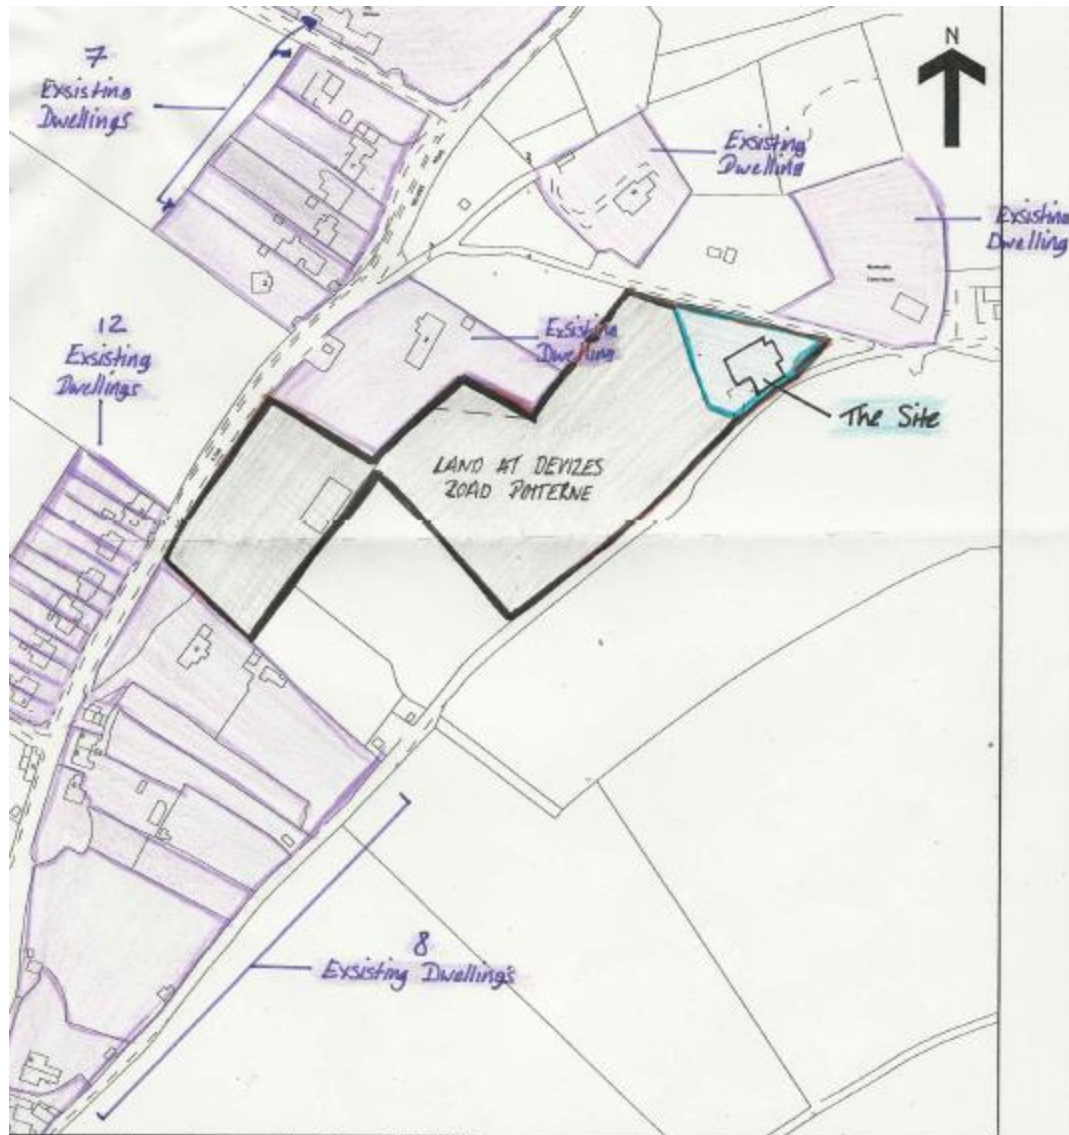 N
7
Exsisting
Dwellings
Exsisting
Dwelling
Exsisting
Dwelling
12
Exsisting
Dwellings
Exsisting
Dwelling
The Site
LAND AT DEVIZES
ROAD POTTERNE
8
Exsisting Dwellings